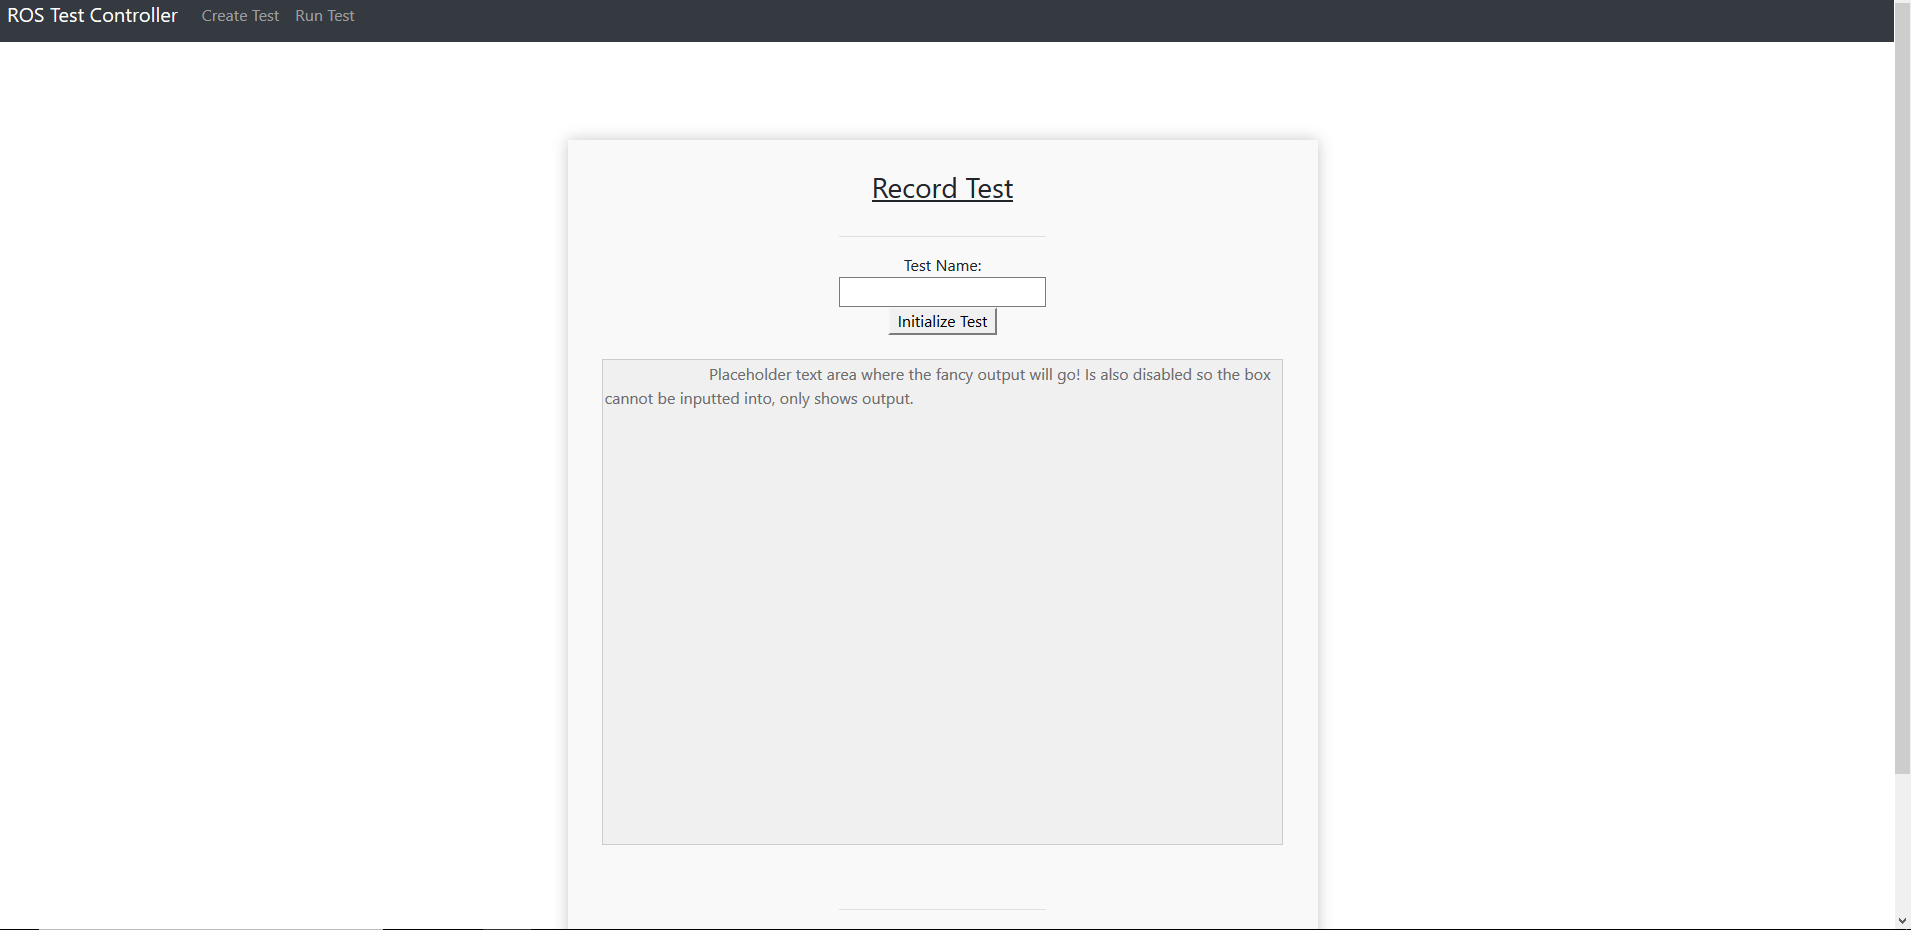 ROS Test Controller Create Test Run Test
Record Test
Test Name:
Initialize Test
Placeholder text area where the fancy output will go! Is also disabled so the box
cannot be inputted into, only shows output.